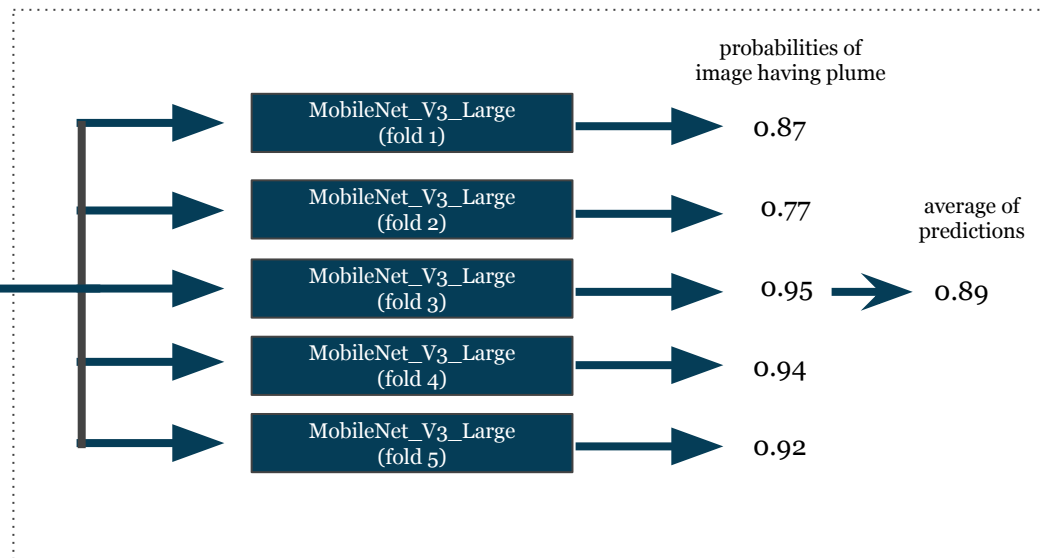 probabilities of
image having plume
MobileNet_V3_Large
(fold 1)
0.87
MobileNet_V3_Large
(fold 2)
0.77
average of
predictions
MobileNet_V3_Large
(fold 3)
0.95
0.89
MobileNet_V3_Large
(fold 4)
0.94
MobileNet_V3_Large
(fold 5)
0.92